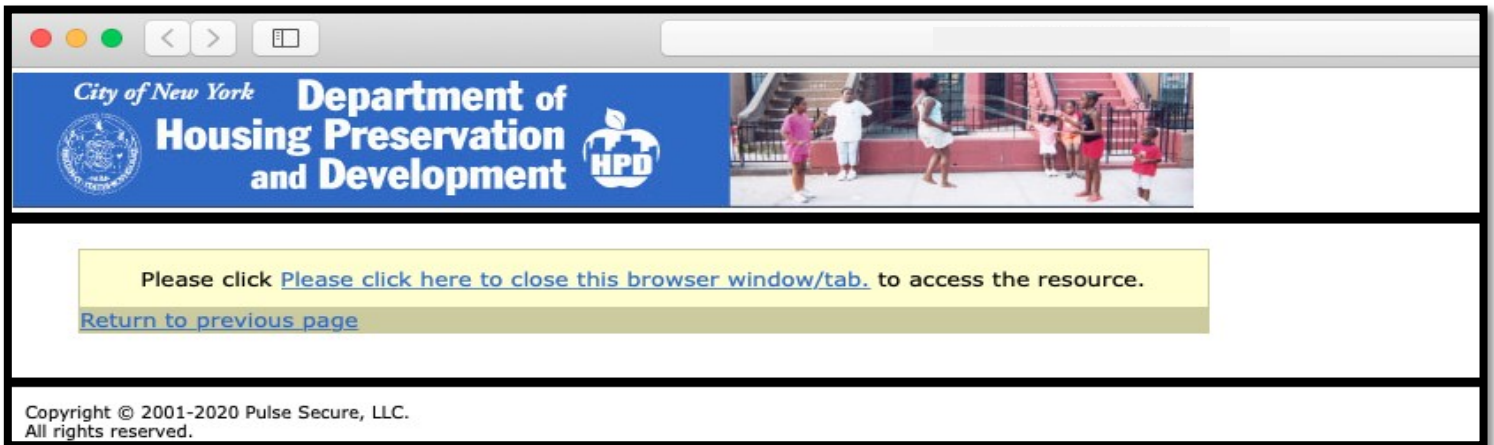 City of New York
Department of
Housing Preservation
and Development
HPD
Please click Please click here to close this browser window/tab. to access the resource.
Return to previous page
Copyright © 2001-2020 Pulse Secure, LLC.
All rights reserved.